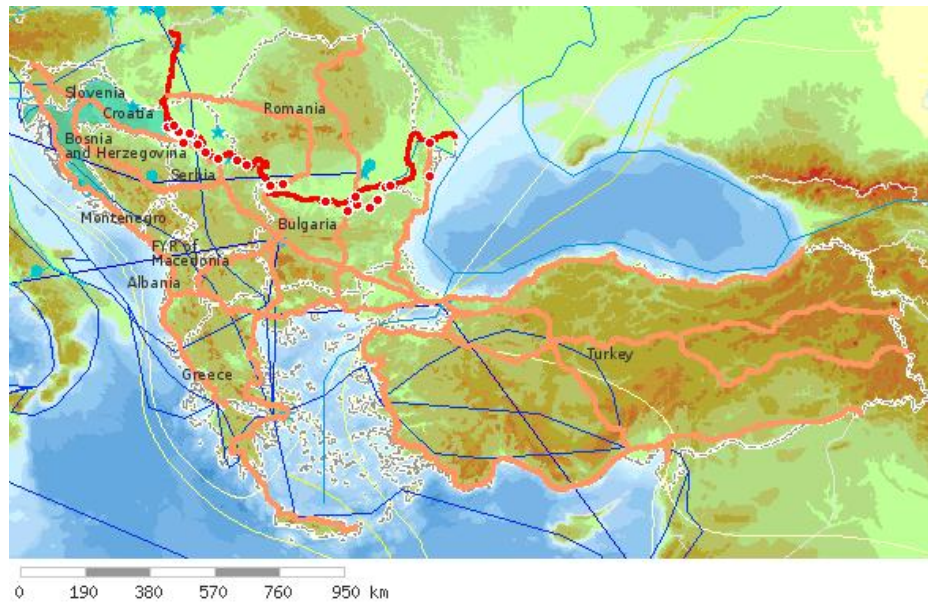 Slovenia
Croatia
Romania
Bosnia
and Herzegovina
Serbia
Montenegro
Bulgaria
FYR of
Macedonia
Albania
Greece
Turkey
0 190 380 570 760 950 km